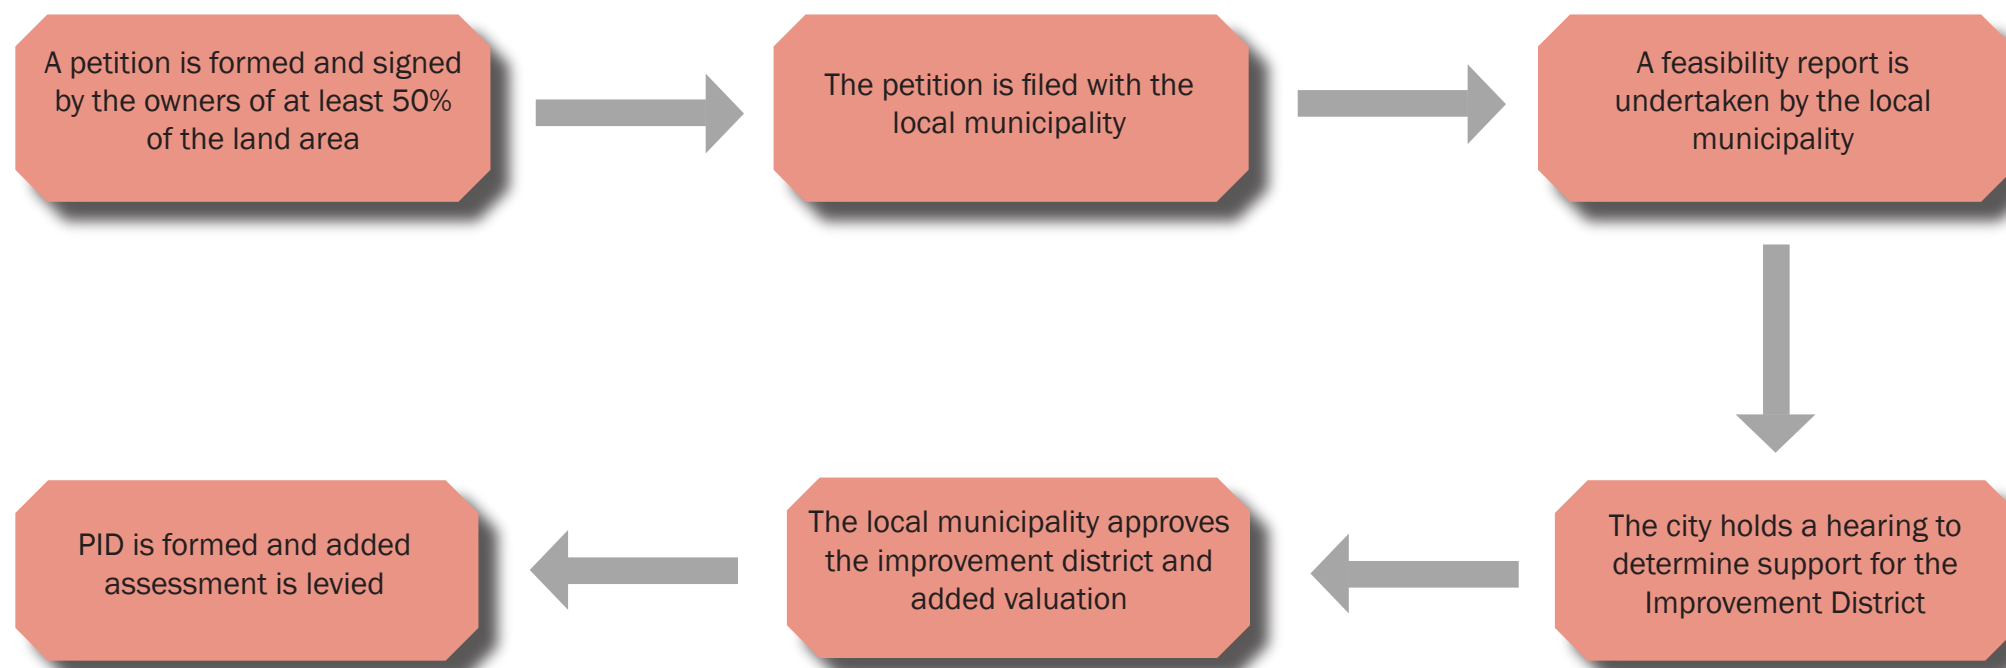 A petition is formed and signed
by the owners of at least 50%
of the land area
The petition is filed with the
local municipality
A feasibility report is
undertaken by the local
municipality
The city holds a hearing to
determine support for the
Improvement District
The local municipality approves
the improvement district and
added valuation
PID is formed and added
assessment is levied